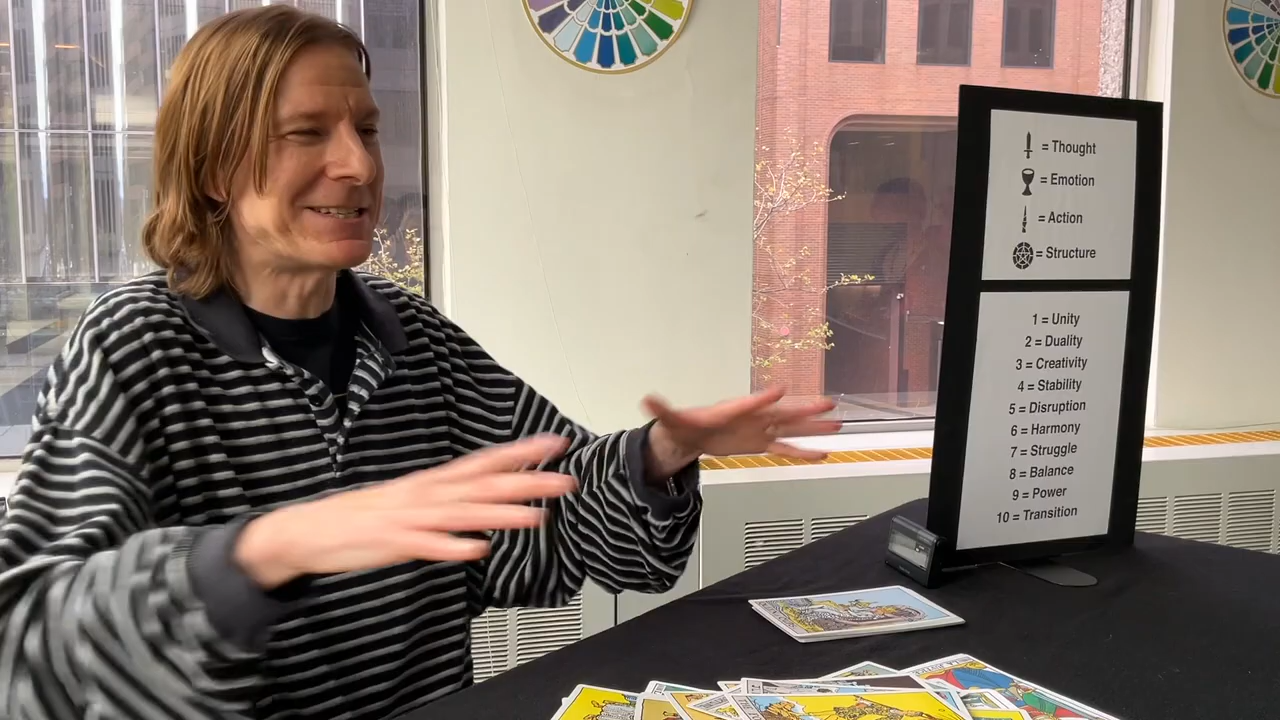 = Thought
= Emotion
= Action
= Structure
1 = Unity
2 = Duality
3 = Creativity
4 = Stability
5 = Disruption
6 = Harmony
7 = Struggle
8 = Balance
9 = Power
10 = Transition